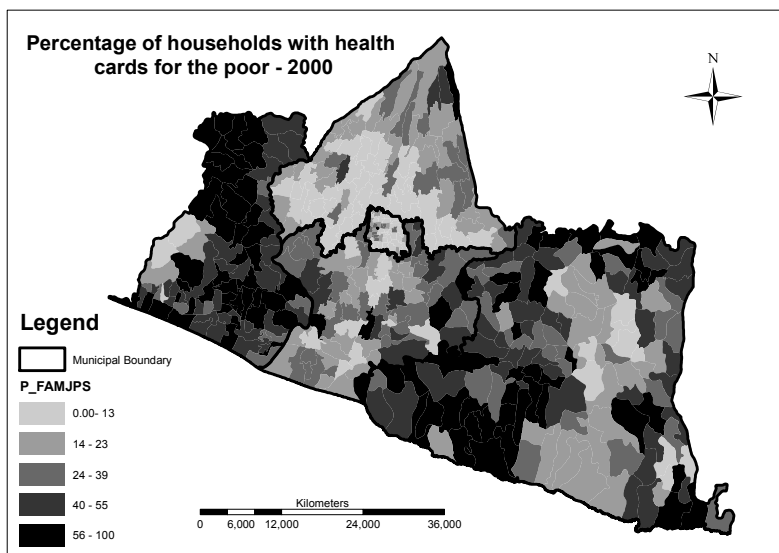 Percentage of households with health
cards for the poor - 2000
N
Legend
Municipal Boundary
P_FAMJPS
0.00- 13
14 - 23
24 - 39
40 - 55
56 - 100
Kilometers
0 6,000 12,000 24,000 36,000